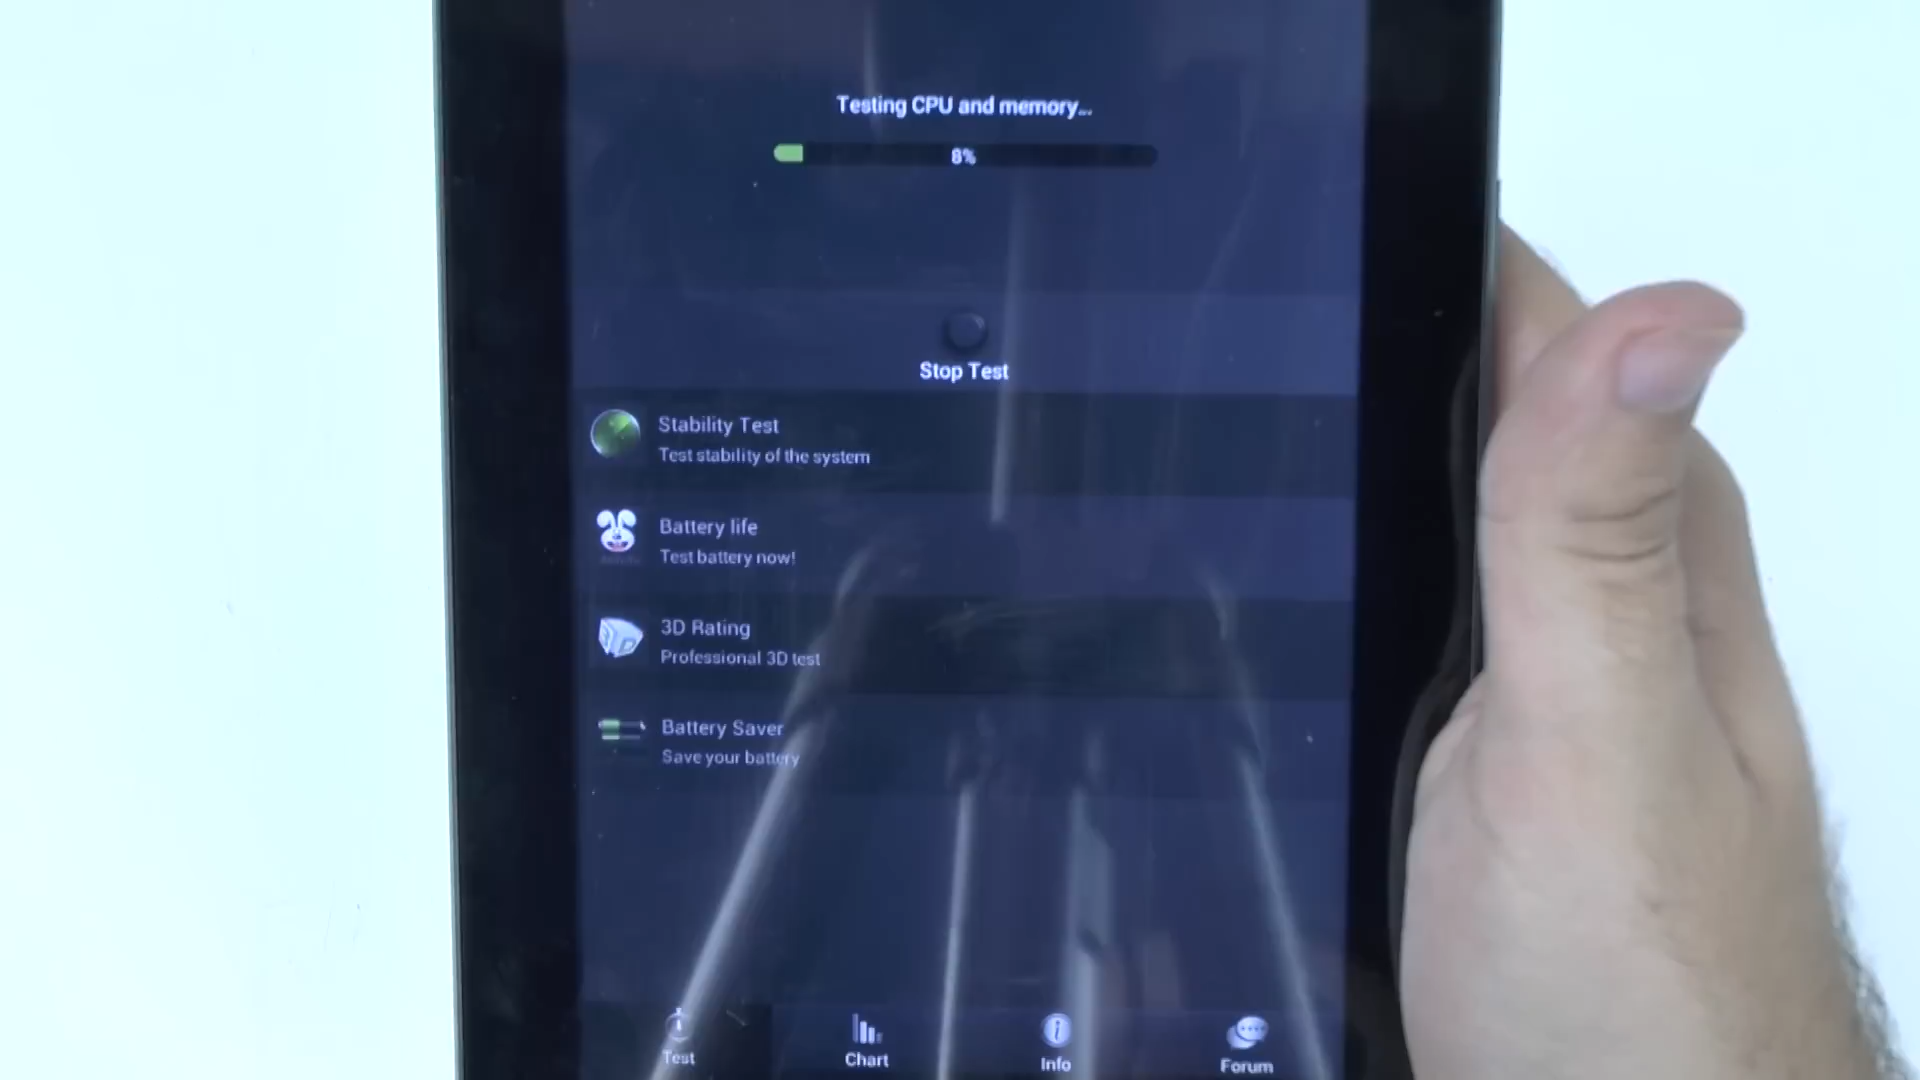 Testing CPU and memory...
8%
Stop Test
Stability Test
Test stability of the system
Battery life
Test battery now!
3D Rating
Professional 3D test
Battery Saver
Save your battery
Test
Chart
Info
Forum